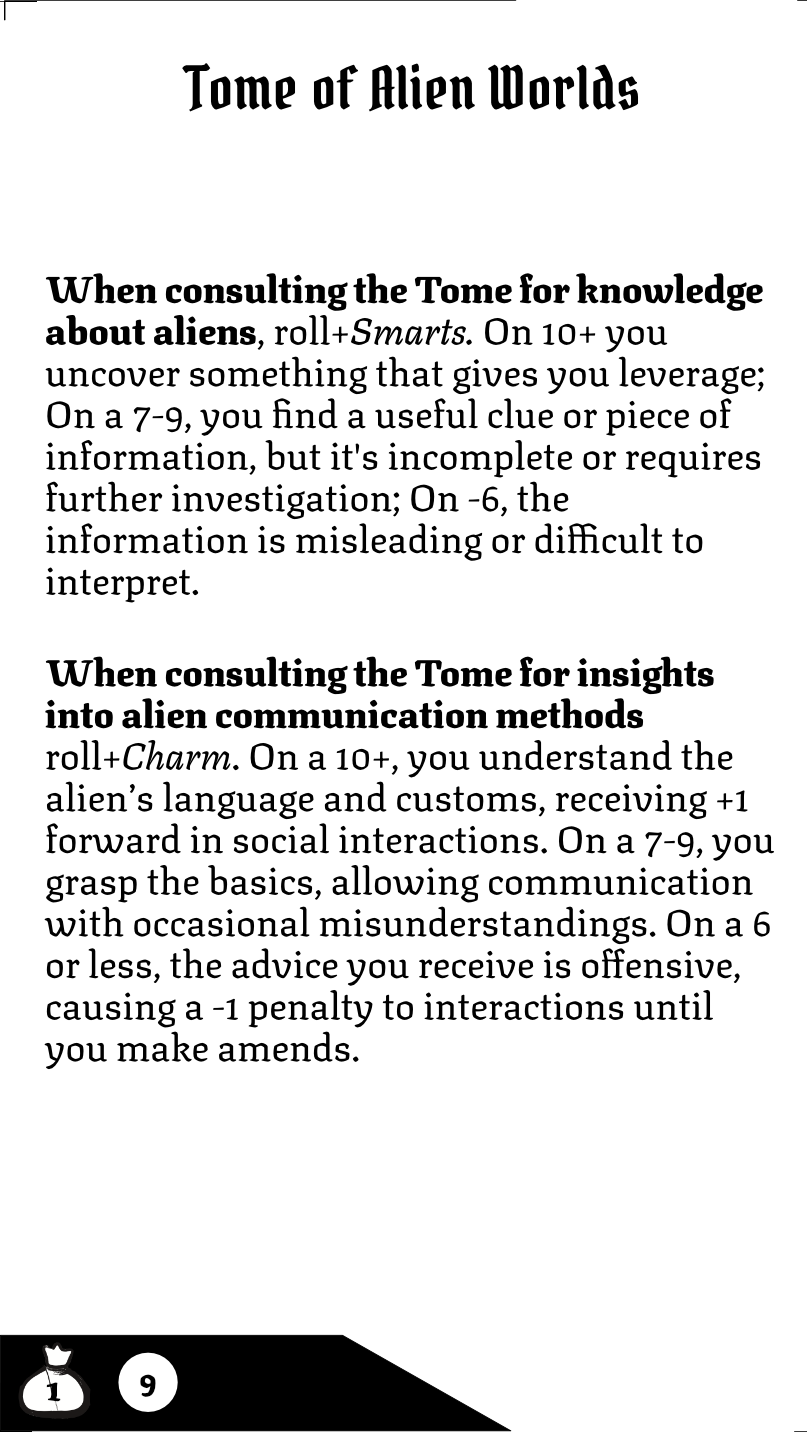 Tome of Alien Worlds
When consulting the Tome for knowledge
about aliens, roll+Smarts. On 10+ you
uncover something that gives you leverage;
On a 7-9, you find a useful clue or piece of
information, but it's incomplete or requires
further investigation; On -6, the
information is misleading or difficult to
interpret.
When consulting the Tome for insights
into alien communication methods
roll+Charm. On a 10+, you understand the
alien’s language and customs, receiving +1
forward in social interactions. On a 7-9, you
grasp the basics, allowing communication
with occasional misunderstandings. On a 6
or less, the advice you receive is offensive,
causing a -1 penalty to interactions until
you make amends.
1 9